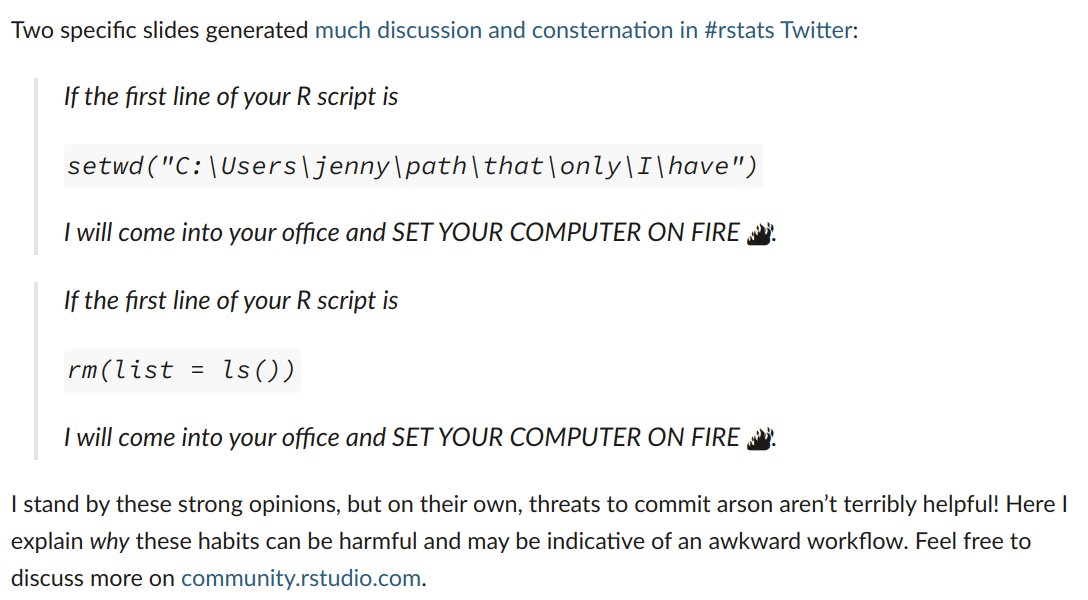 Two specific slides generated much discussion and consternation in #rstats Twitter:
If the first line of your R script is
setwd("C:\Users\jenny\path\that\only\I\have")
I will come into your office and SET YOUR COMPUTER ON FIRE 🔥.
If the first line of your R script is
rm(list = ls())
I will come into your office and SET YOUR COMPUTER ON FIRE 🔥.
I stand by these strong opinions, but on their own, threats to commit arson aren’t terribly helpful! Here I
explain why these habits can be harmful and may be indicative of an awkward workflow. Feel free to
discuss more on community.rstudio.com.